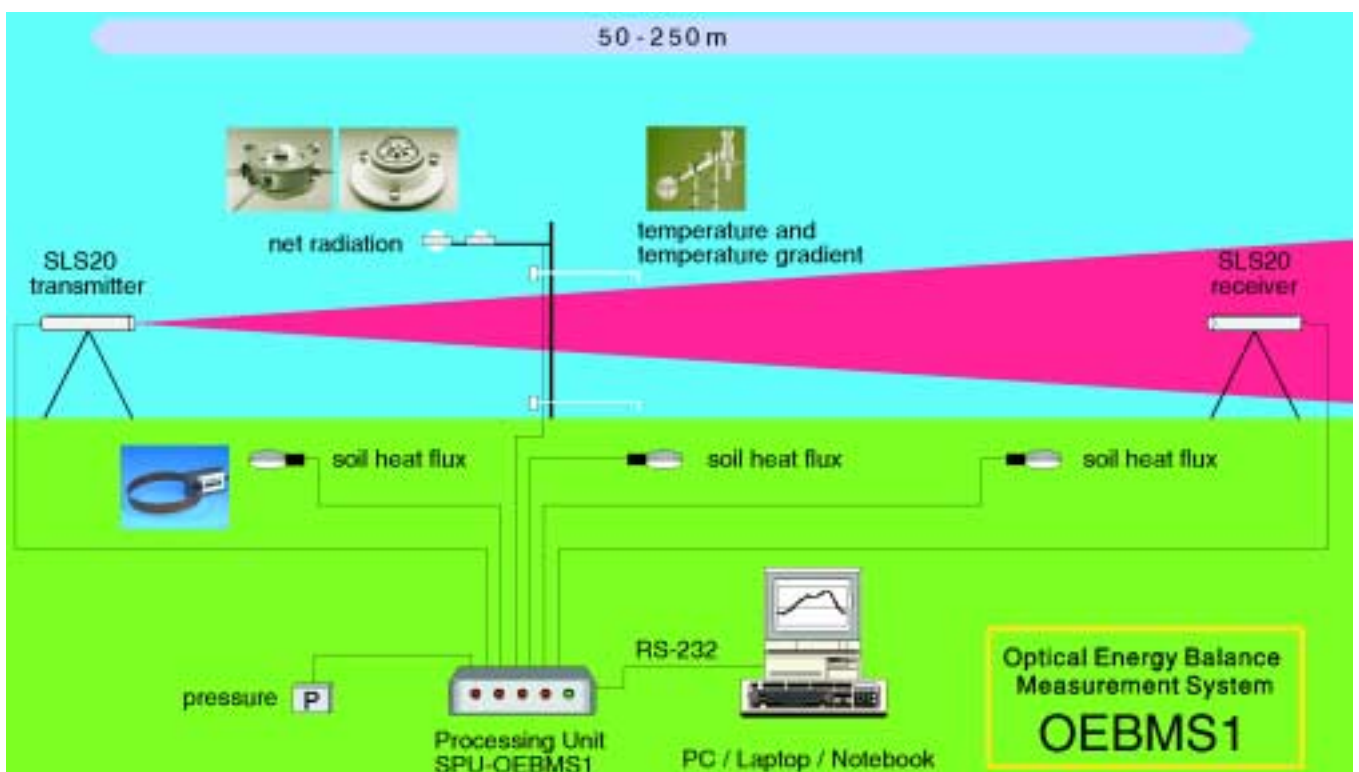 50-250 m
net radiation
temperature and
temperature gradient
SLS20
transmitter
SLS20
receiver
soil heat flux
soil heat flux
soil heat flux
pressure
P
RS-232
Processing Unit
SPU-OEBMS1
PC / Laptop / Notebook
Optical Energy Balance
Measurement System
OEBMS1